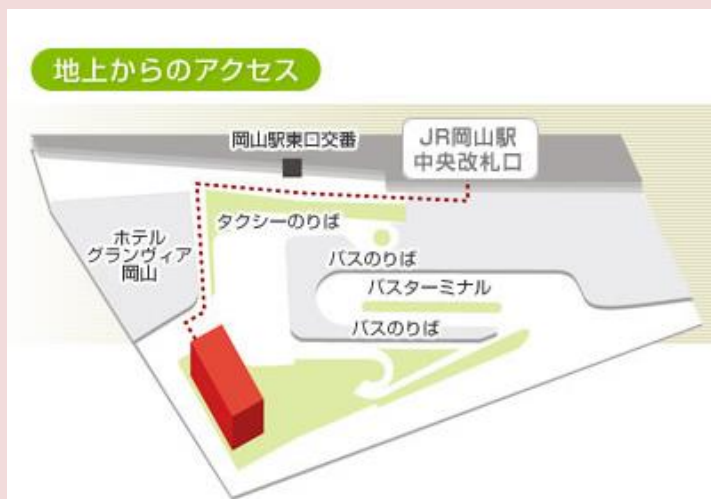 地上からのアクセス
岡山駅東口交番
JR岡山駅
中央改札口
タクシーのりば
ホテル
グランヴィア
岡山
バスのりば
バスターミナル
バスのりば